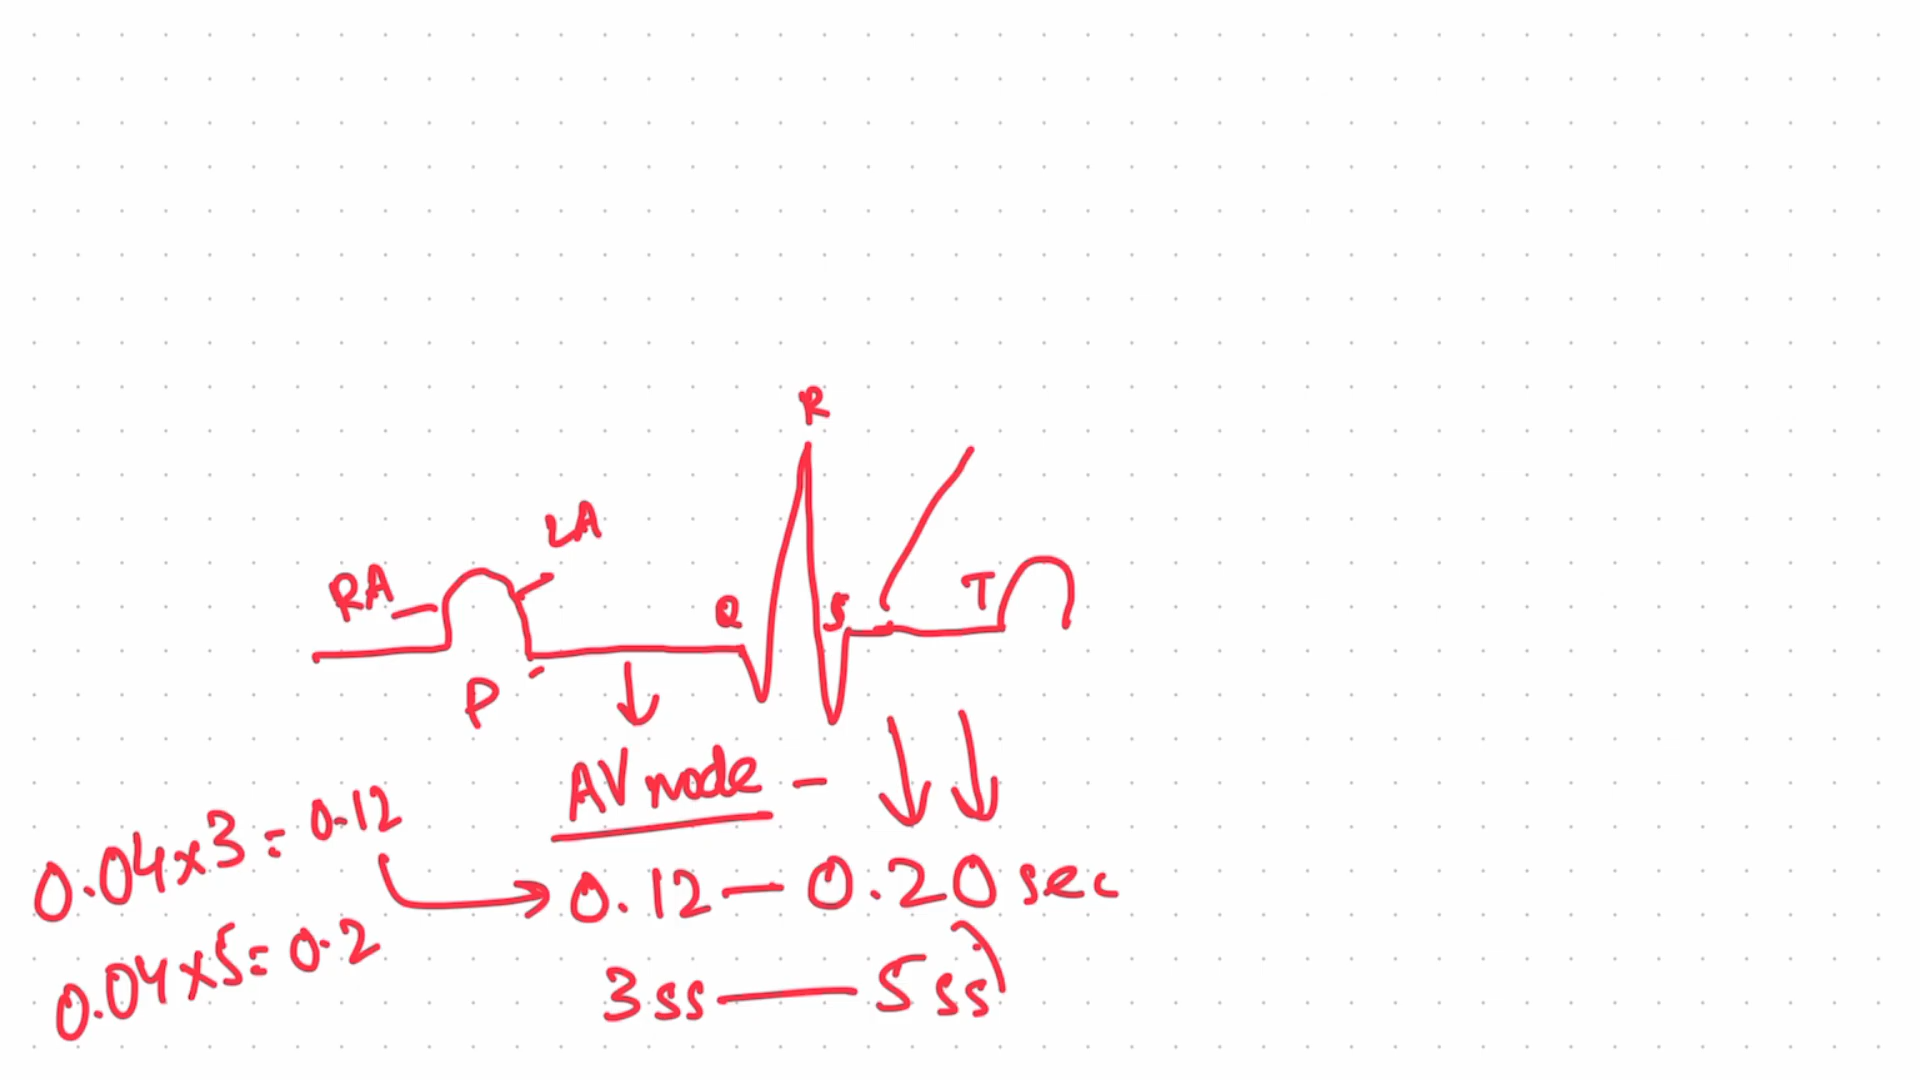 R
LA
RA
Q
S
T
P
AV node -
0.04x3 = 0.12
0.12 — 0.20 sec
0.04x5 = 0.2
3ss — 5ss